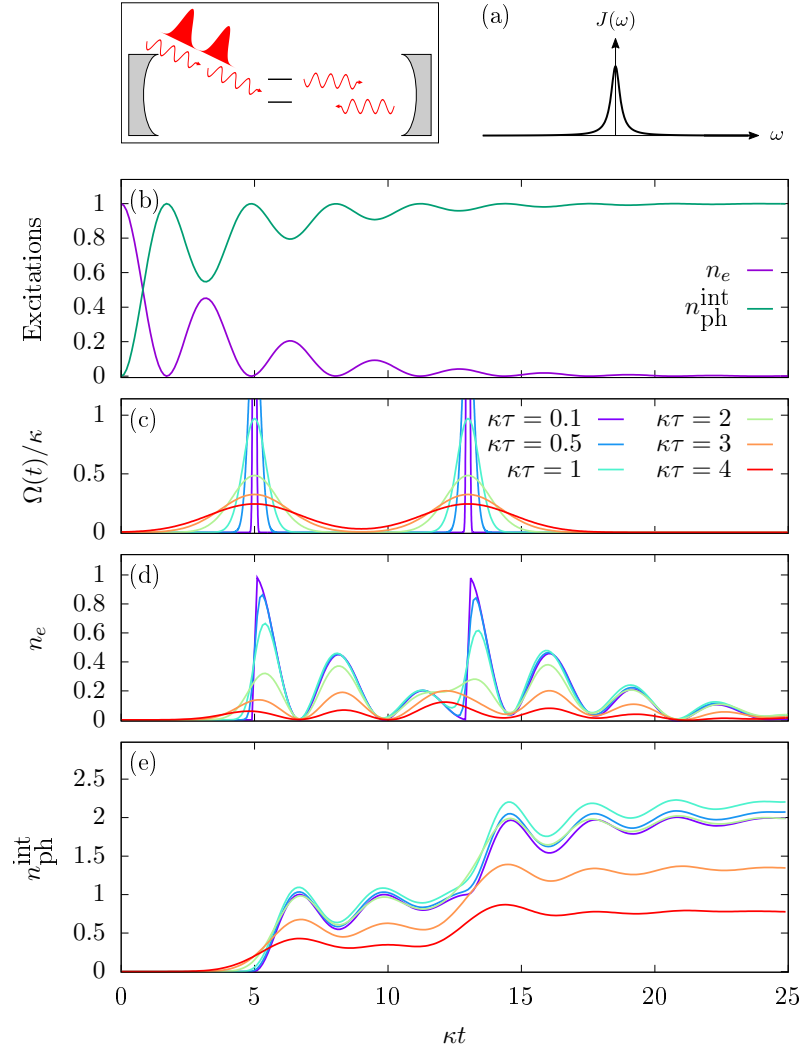 (a)
J(ω)
ω
(b)
Excitations
1
0.8
0.6
0.4
0.2
0
n_e
n_ph^int
(c)
Ω(t)/κ
1
0.5
0
κτ = 0.1
κτ = 0.5
κτ = 1
κτ = 2
κτ = 3
κτ = 4
(d)
n_e
1
0.8
0.6
0.4
0.2
0
(e)
n_ph^int
2.5
2
1.5
1
0.5
0
0 5 10 15 20 25
κt